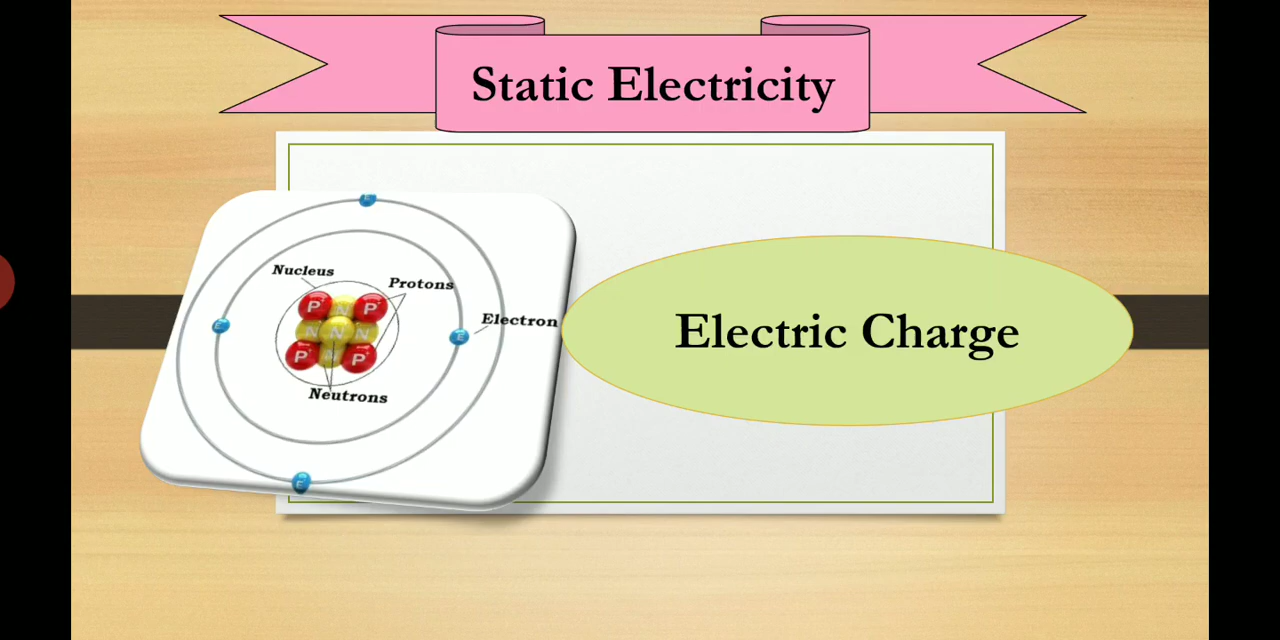 Static Electricity
Nucleus
Protons
Electron
Neutrons
E
P
N
P
N
N
N
E
E
P
N
P
E
Electric Charge